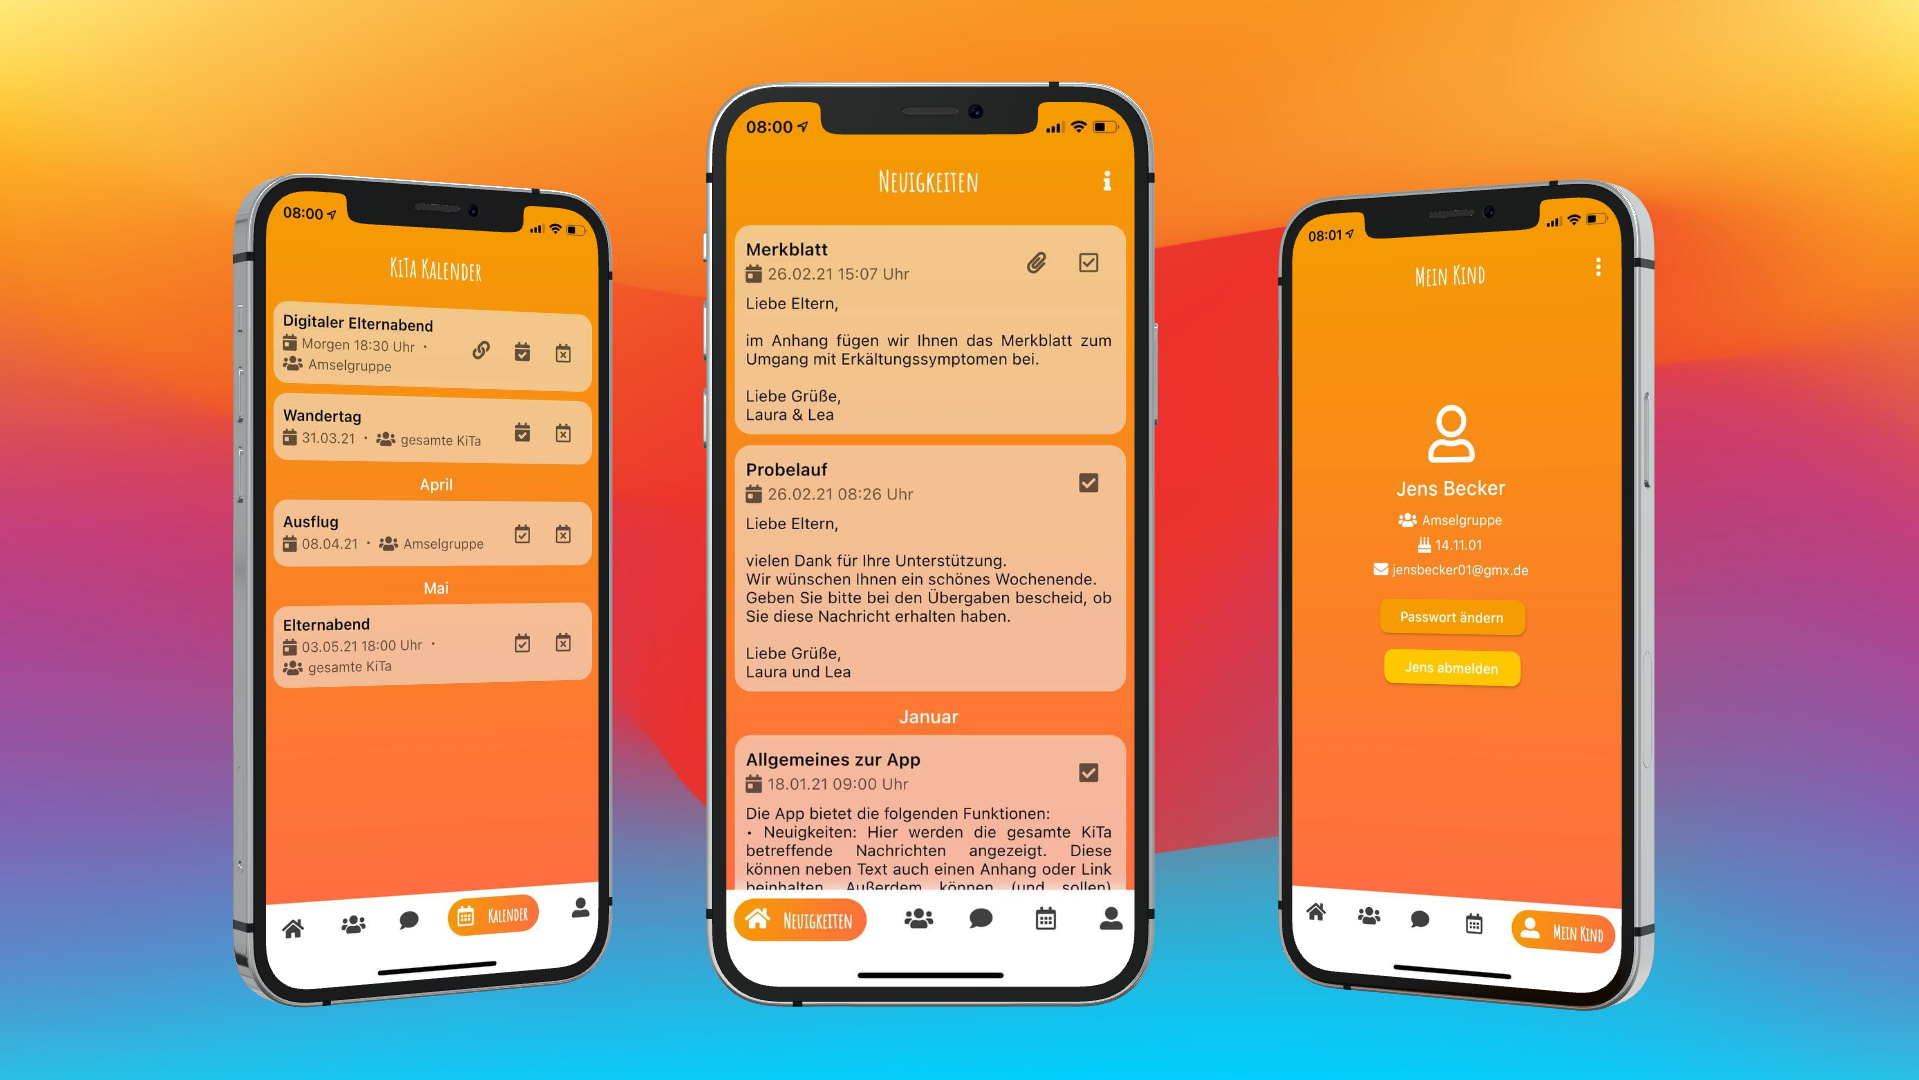 08:00
KiTa Kalender
Digitaler Elternabend
Morgen 18:30 Uhr •
Amselgruppe
Wandertag
31.03.21 • gesamte KiTa
April
Ausflug
08.04.21 • Amselgruppe
Mai
Elternabend
03.05.21 18:00 Uhr •
gesamte KiTa
Kalender
08:00
Neuigkeiten
Merkblatt
26.02.21 15:07 Uhr
Liebe Eltern,
im Anhang fügen wir Ihnen das Merkblatt zum
Umgang mit Erkältungssymptomen bei.
Liebe Grüße,
Laura & Lea
Probelauf
26.02.21 08:26 Uhr
Liebe Eltern,
vielen Dank für Ihre Unterstützung.
Wir wünschen Ihnen ein schönes Wochenende.
Geben Sie bitte bei den Übergaben bescheid, ob
Sie diese Nachricht erhalten haben.
Liebe Grüße,
Laura und Lea
Januar
Allgemeines zur App
18.01.21 09:00 Uhr
Die App bietet die folgenden Funktionen:
• Neuigkeiten: Hier werden die gesamte KiTa
betreffende Nachrichten angezeigt. Diese
können neben Text auch einen Anhang oder Link
beinhalten. Außerdem können (und sollen)
Neuigkeiten
08:01
Mein Kind
Jens Becker
Amselgruppe
14.11.01
jensbecker01@gmx.de
Passwort ändern
Jens abmelden
Mein Kind